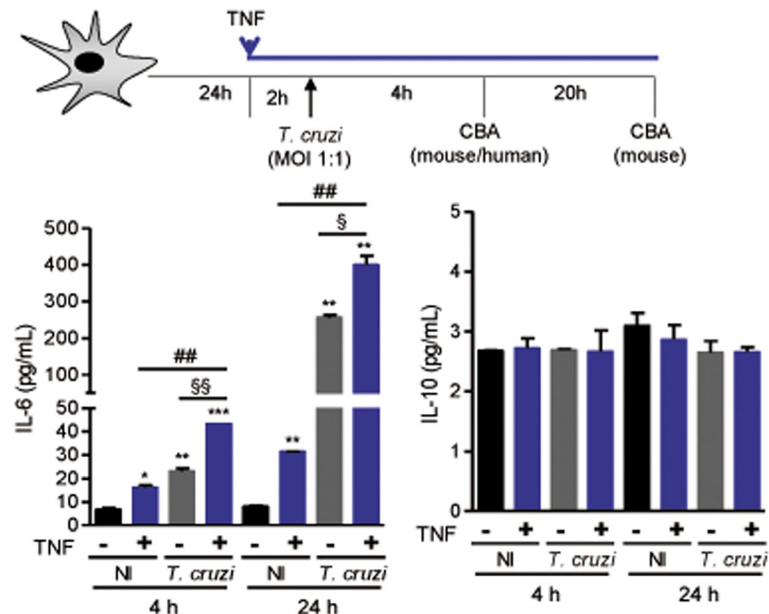 TNF
24h
2h
4h
20h
T. cruzi
(MOI 1:1)
CBA
(mouse/human)
CBA
(mouse)
IL-6 (pg/mL)
500
400
300
200
100
50
40
30
20
10
0
##
§§
*
**
***
##
§
**
**
**
TNF - + - + - + - +
NI T. cruzi NI T. cruzi
4 h 24 h
IL-10 (pg/mL)
5
4
3
2
1
0
TNF - + - + - + - +
NI T. cruzi NI T. cruzi
4 h 24 h